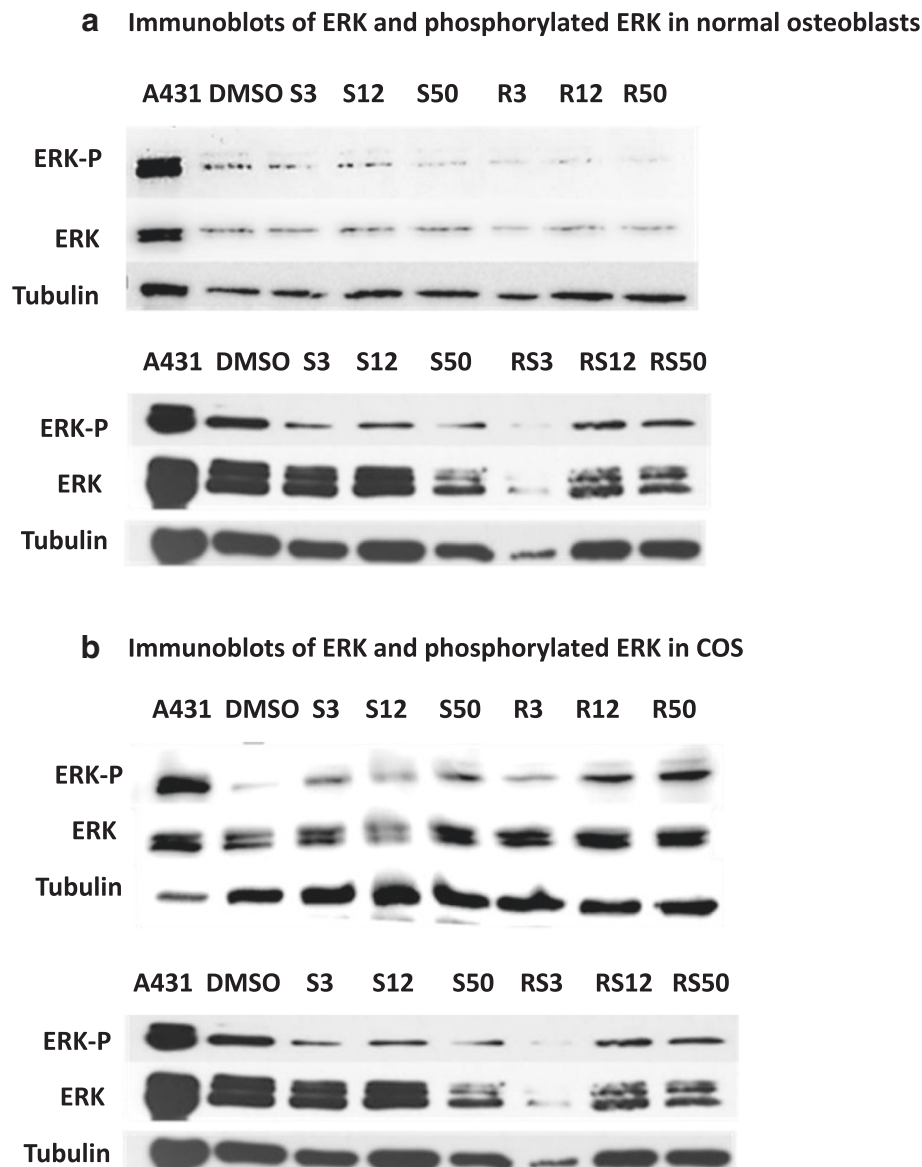 a Immunoblots of ERK and phosphorylated ERK in normal osteoblasts
A431 DMSO S3 S12 S50 R3 R12 R50
ERK-P
ERK
Tubulin
A431 DMSO S3 S12 S50 RS3 RS12 RS50
ERK-P
ERK
Tubulin
b Immunoblots of ERK and phosphorylated ERK in COS
A431 DMSO S3 S12 S50 R3 R12 R50
ERK-P
ERK
Tubulin
A431 DMSO S3 S12 S50 RS3 RS12 RS50
ERK-P
ERK
Tubulin